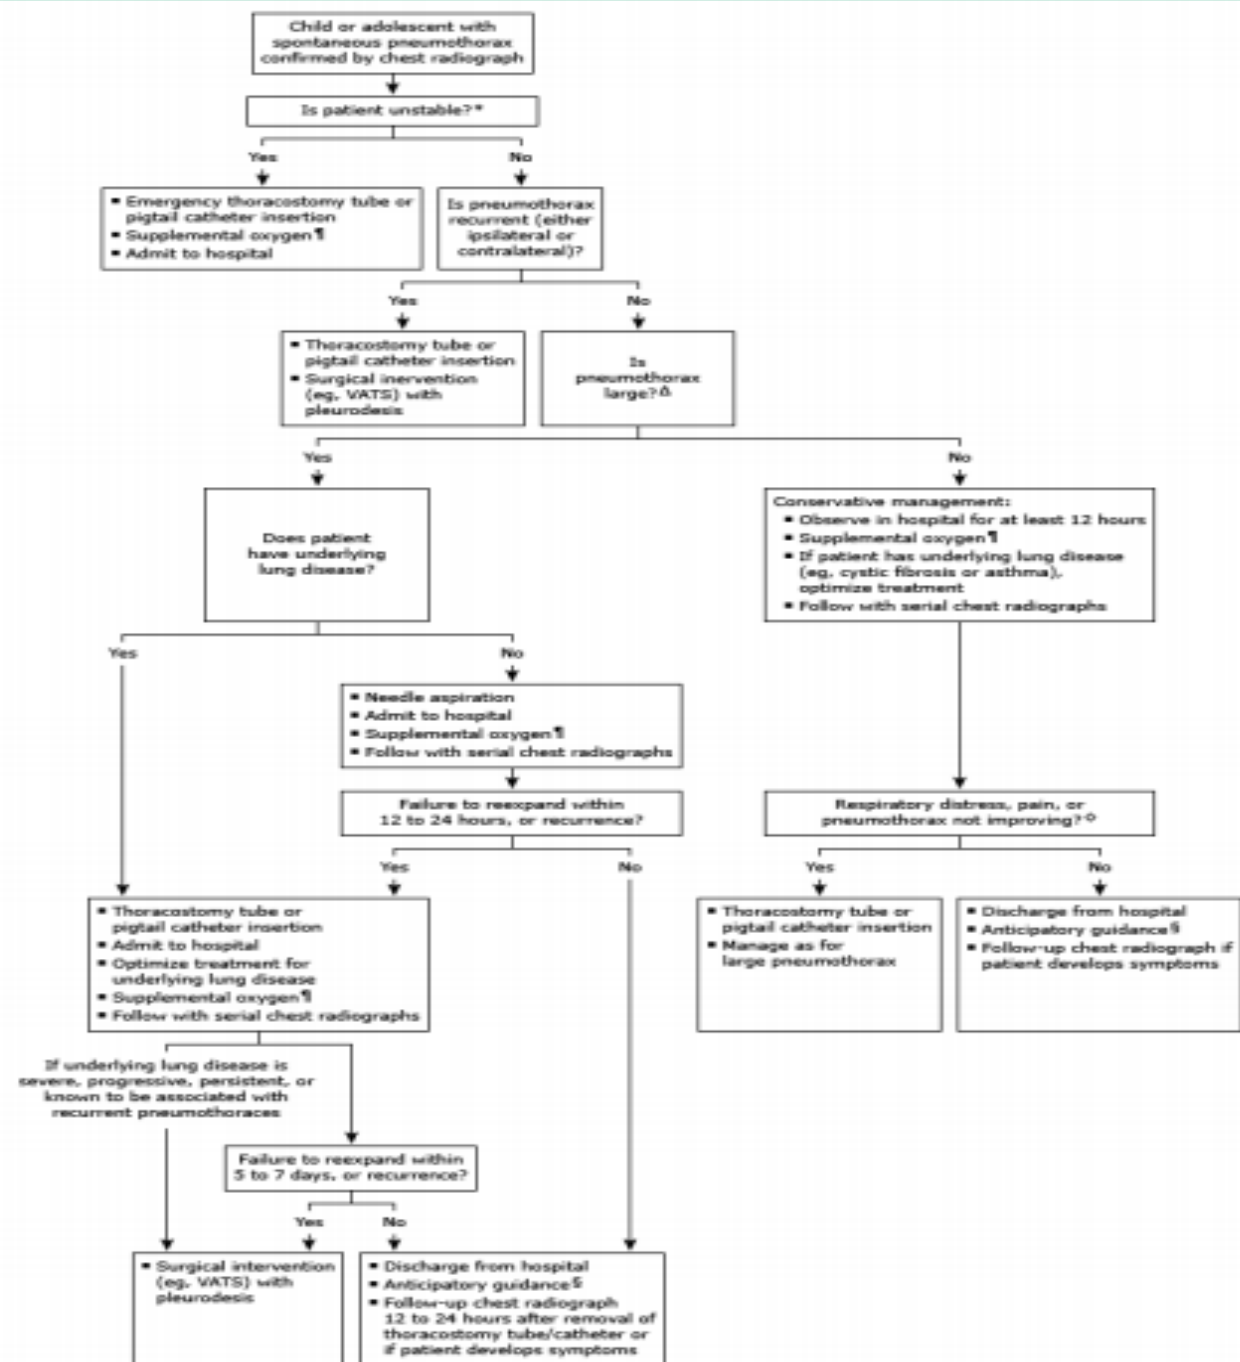 Child or adolescent with
spontaneous pneumothorax
confirmed by chest radiograph
Is patient unstable?*
Yes
No
▪ Emergency thoracostomy tube or
pigtail catheter insertion
▪ Supplemental oxygen¶
▪ Admit to hospital
Is pneumothorax
recurrent (either
ipsilateral or
contralateral)?
Yes
No
▪ Thoracostomy tube or
pigtail catheter insertion
▪ Surgical inervention
(eg, VATS) with
pleurodesis
Is
pneumothorax
large?Δ
Yes
No
Does patient
have underlying
lung disease?
Conservative management:
▪ Observe in hospital for at least 12 hours
▪ Supplemental oxygen¶
▪ If patient has underlying lung disease
(eg, cystic fibrosis or asthma),
optimize treatment
▪ Follow with serial chest radiographs
Yes
No
▪ Needle aspiration
▪ Admit to hospital
▪ Supplemental oxygen¶
▪ Follow with serial chest radiographs
Failure to reexpand within
12 to 24 hours, or recurrence?
Respiratory distress, pain, or
pneumothorax not improving?◊
Yes
No
Yes
No
▪ Thoracostomy tube or
pigtail catheter insertion
▪ Admit to hospital
▪ Optimize treatment for
underlying lung disease
▪ Supplemental oxygen¶
▪ Follow with serial chest radiographs
▪ Thoracostomy tube or
pigtail catheter insertion
▪ Manage as for
large pneumothorax
▪ Discharge from hospital
▪ Anticipatory guidance§
▪ Follow-up chest radiograph if
patient develops symptoms
If underlying lung disease is
severe, progressive, persistent, or
known to be associated with
recurrent pneumothoraces
Failure to reexpand within
5 to 7 days, or recurrence?
Yes
No
▪ Surgical intervention
(eg, VATS) with
pleurodesis
▪ Discharge from hospital
▪ Anticipatory guidance§
▪ Follow-up chest radiograph
12 to 24 hours after removal of
thoracostomy tube/catheter or
if patient develops symptoms